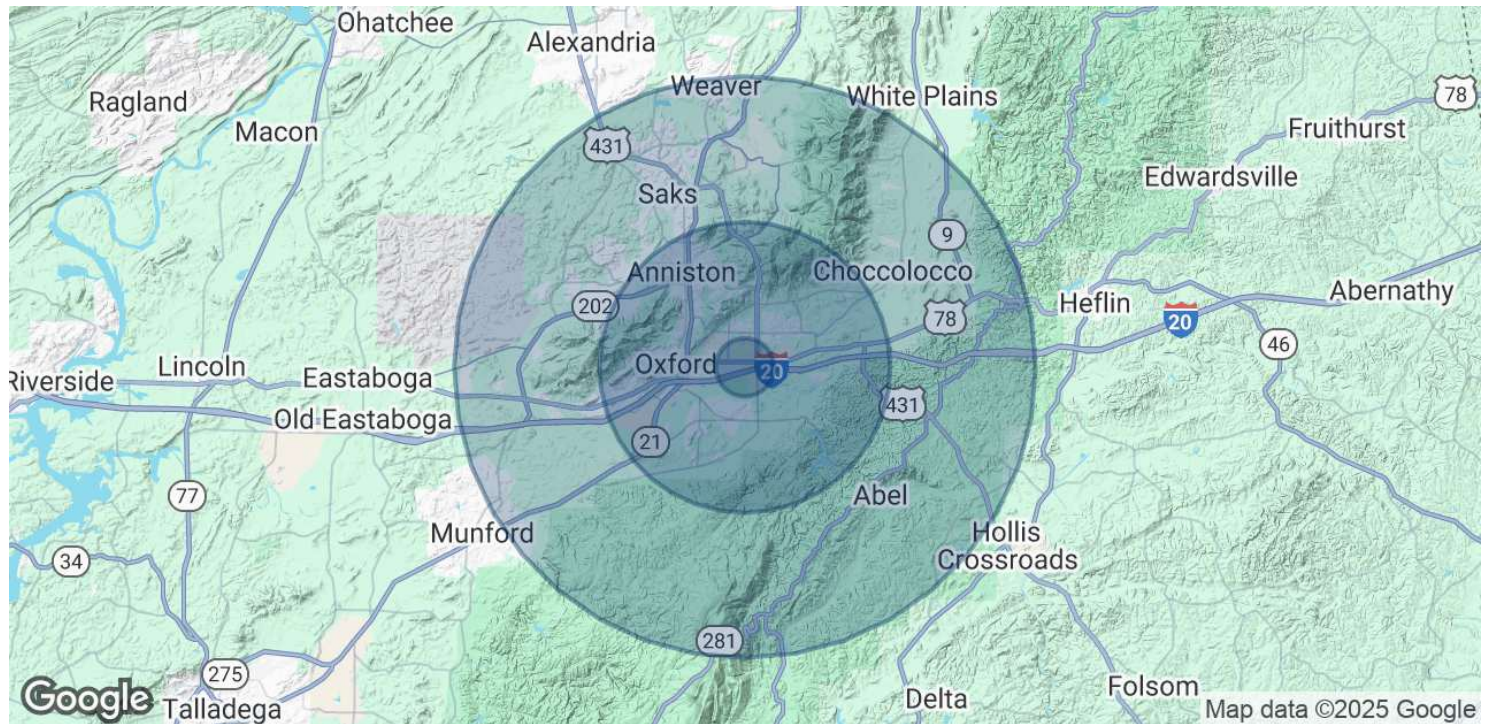 Ohatchee
Alexandria
Weaver
White Plains
78
Ragland
Macon
Fruithurst
431
Edwardsville
Saks
9
Anniston
Choccolocco
202
78
Heflin
Abernathy
20
46
Oxford
20
Lincoln
Riverside
Eastaboga
431
Old Eastaboga
21
77
Abel
Munford
Hollis
Crossroads
34
281
275
Delta
Folsom
Talladega
Google
Map data ©2025 Google